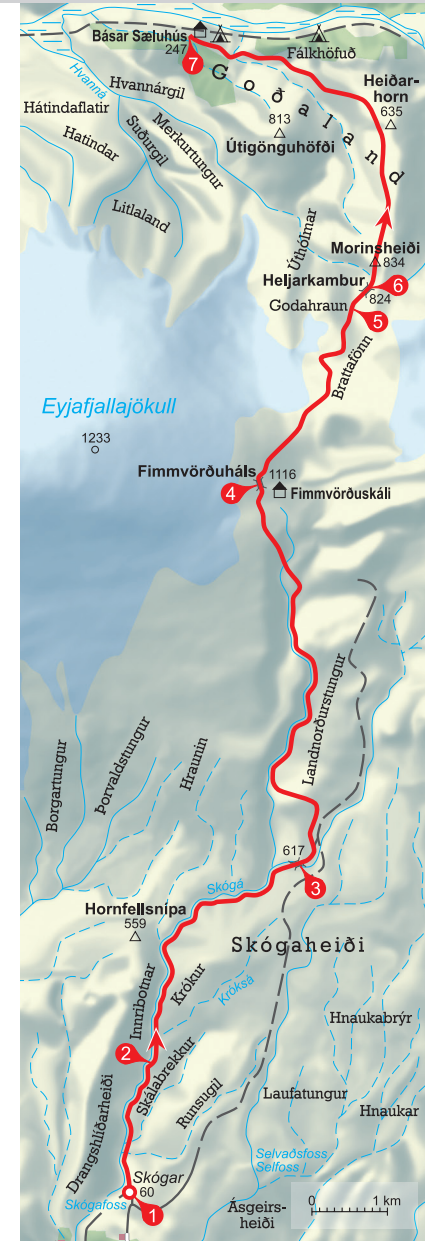 Básar Sæluhús
247
7
Fálkhöfuð
Hvanná
Hvannárgil
Goðaland
Heiðar-
horn
635
Hátindaflatir
Hatindar
Suðurgil
Merkurtungur
813
Útigönguhöfði
Litlaland
Úthólmar
Morinsheiði
834
Heljarkambur
6
824
Godahraun
5
Brattafönn
Eyjafjallajökull
1233
Fimmvörðuháls
1116
4
Fimmvörðuskáli
Landnorðurstungur
Borgartungur
Þorvaldstungur
Hraunin
617
3
Skógá
Hornfellsnípa
559
Skógaheiði
Innribotnar
Krókur
Króksá
Hnaukabrýr
2
Skálabrekkur
Drangshlíðarheiði
Runsugil
Laufatungur
Hnaukar
Selvaðsfoss
Selfoss
Skógar
60
Skógafoss
1
Ásgeirs-
heiði
0 1 km